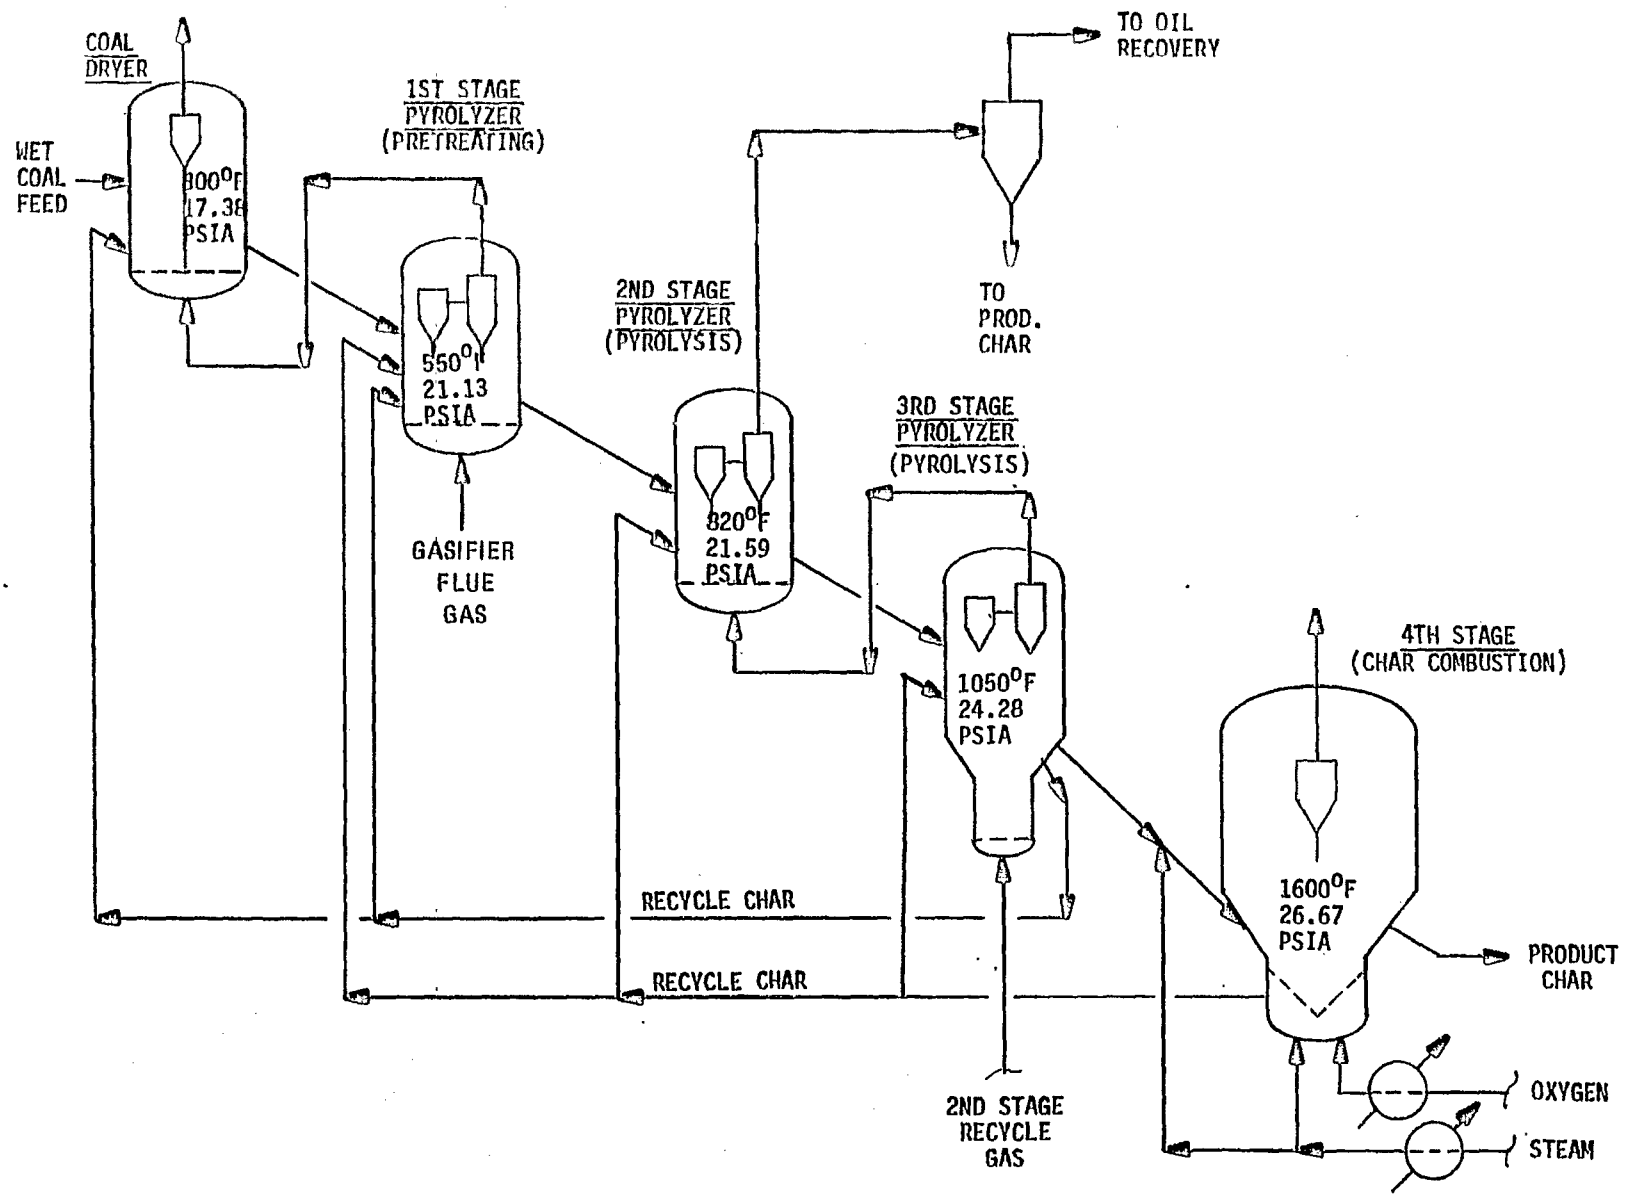 TO OIL
RECOVERY
COAL
DRYER
1ST STAGE
PYROLYZER
(PRETREATING)
WET
COAL
FEED
300°F
17.38
PSIA
2ND STAGE
PYROLYZER
(PYROLYSIS)
TO
PROD.
CHAR
550°F
21.13
PSIA
3RD STAGE
PYROLYZER
(PYROLYSIS)
GASIFIER
FLUE
GAS
820°F
21.59
PSIA
4TH STAGE
(CHAR COMBUSTION)
1050°F
24.28
PSIA
1600°F
26.67
PSIA
RECYCLE CHAR
RECYCLE CHAR
PRODUCT
CHAR
2ND STAGE
RECYCLE
GAS
OXYGEN
STEAM